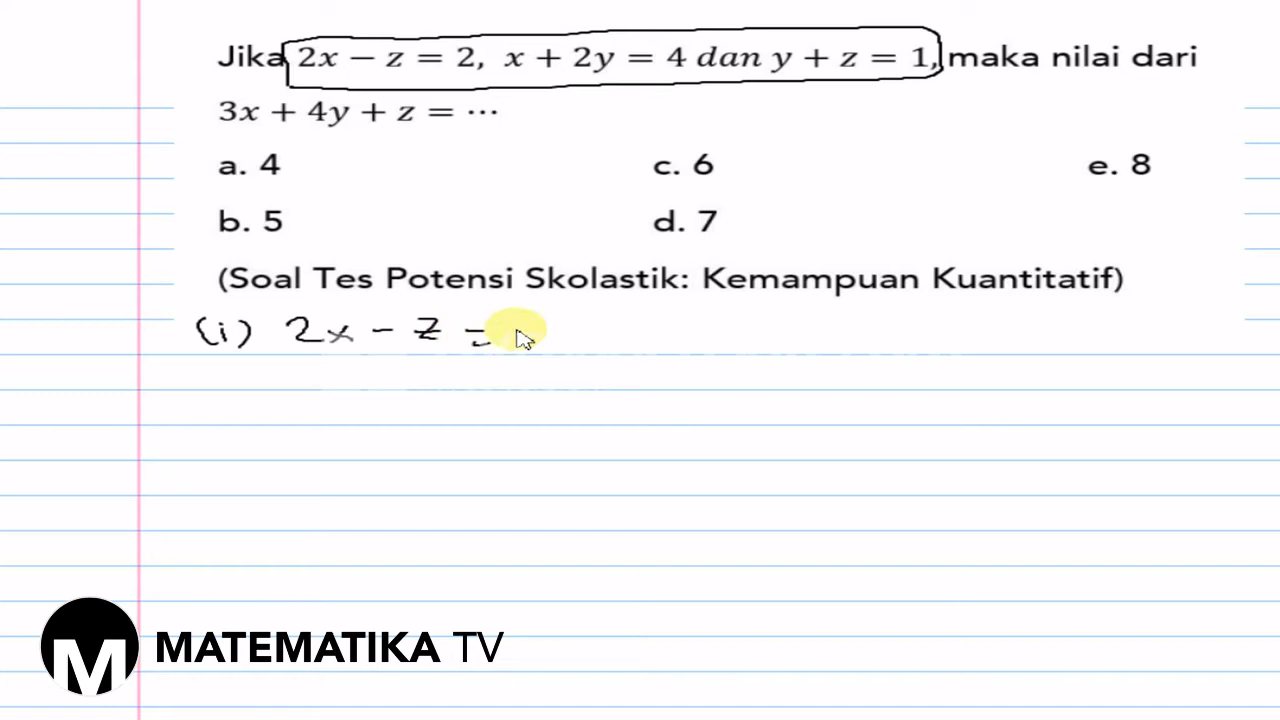 Jika 2x − z = 2, x + 2y = 4 dan y + z = 1, maka nilai dari
3x + 4y + z = ⋯
a. 4 c. 6 e. 8
b. 5 d. 7
(Soal Tes Potensi Skolastik: Kemampuan Kuantitatif)
(i) 2x − z =
M MATEMATIKA TV